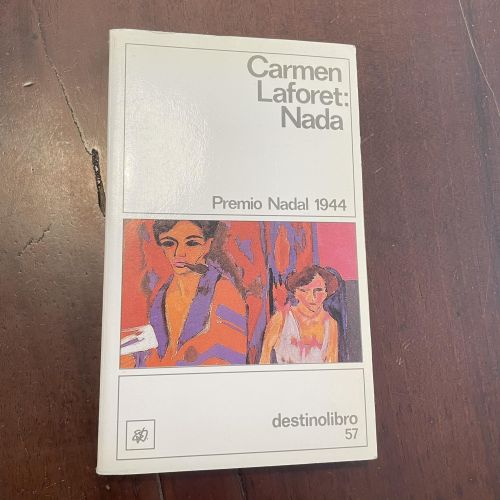 Carmen
Laforet:
Nada
Premio Nadal 1944
destinolibro
57